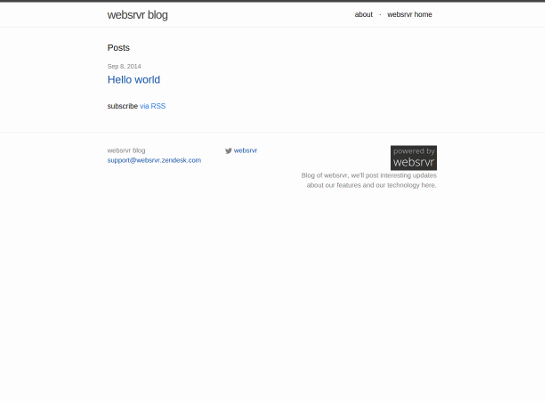 websrvr blog
about · websrvr home
Posts
Sep 8, 2014
Hello world
subscribe via RSS
websrvr blog
support@websrvr.zendesk.com
websrvr
powered by
websrvr
Blog of websrvr, we'll post interesting updates
about our features and our technology here.